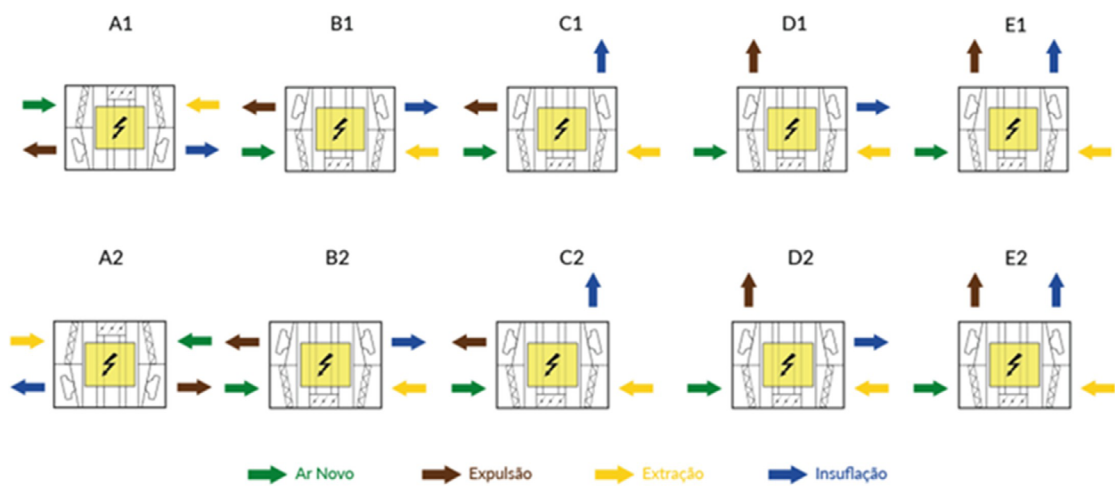 A1 B1 C1 D1 E1
A2 B2 C2 D2 E2
Ar Novo Expulsão Extração Insuflação